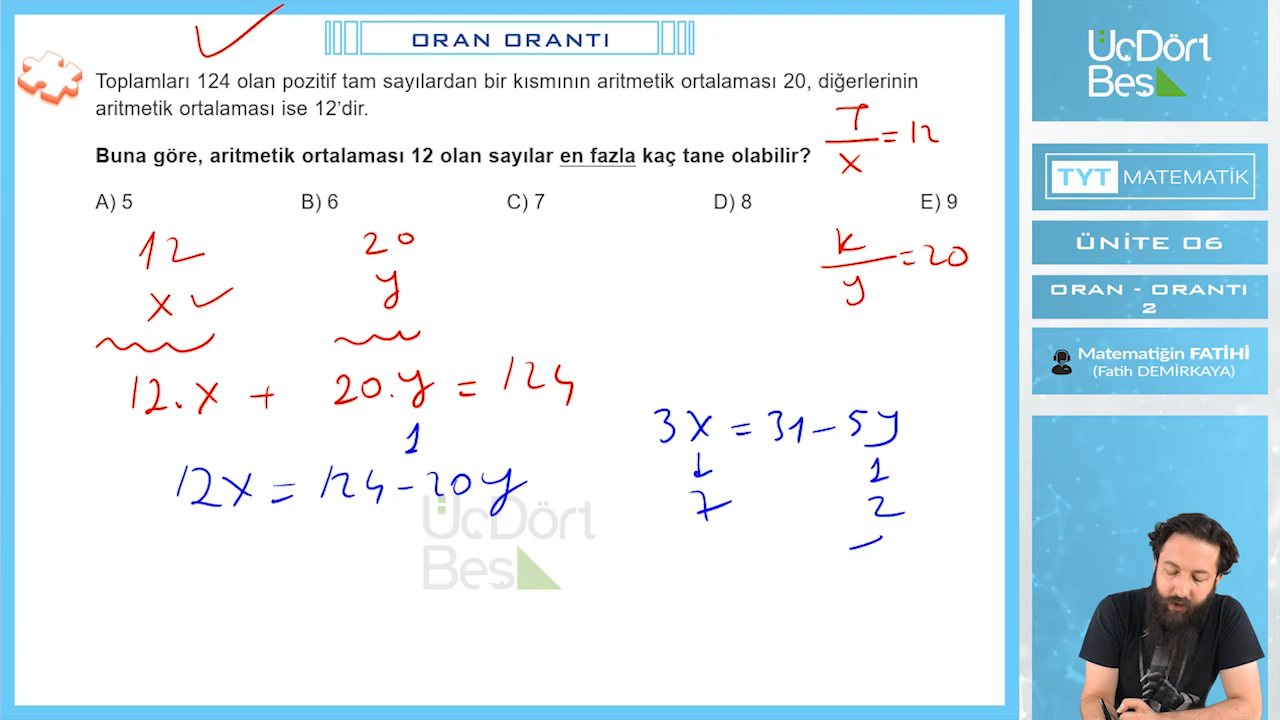 ORAN ORANTI
Toplamları 124 olan pozitif tam sayılardan bir kısmının aritmetik ortalaması 20, diğerlerinin
aritmetik ortalaması ise 12'dir.
Buna göre, aritmetik ortalaması 12 olan sayılar en fazla kaç tane olabilir?
A) 5 B) 6 C) 7 D) 8 E) 9
T/x = 12
K/y = 20
12 20
x y
12.x + 20.y = 124
1
12x = 124 - 20y
3x = 31 - 5y
7
1
2
ÜçDört
Beş
ÜçDört
Beş
TYT MATEMATİK
ÜNİTE 06
ORAN - ORANTI
2
Matematiğin FATİHİ
(Fatih DEMİRKAYA)